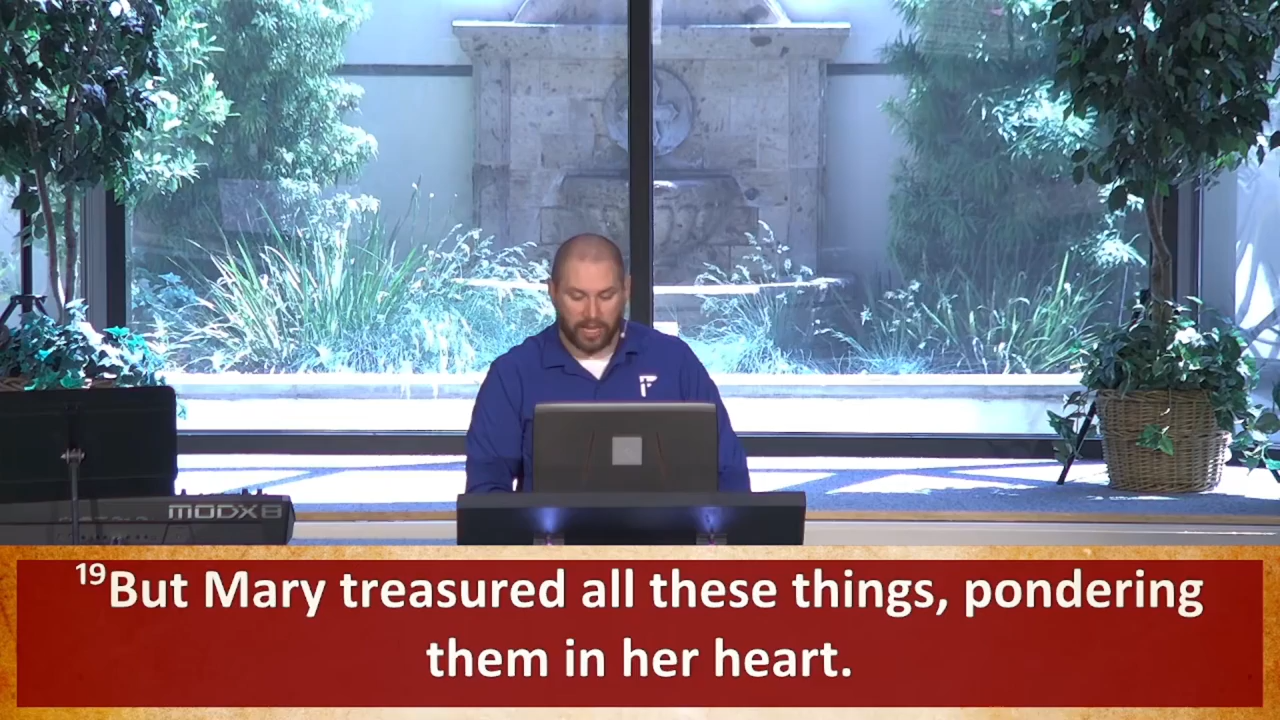 MODX8
¹⁹But Mary treasured all these things, pondering
them in her heart.